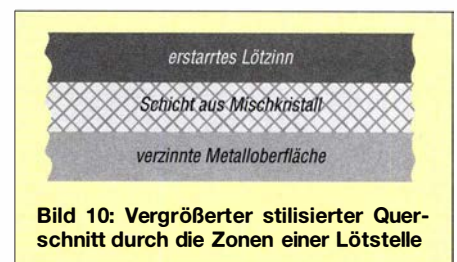 erstarrtes Lötzinn
Schicht aus Mischkristall
verzinnte Metalloberfläche
Bild 10: Vergrößerter stilisierter Quer-
schnitt durch die Zonen einer Lötstelle